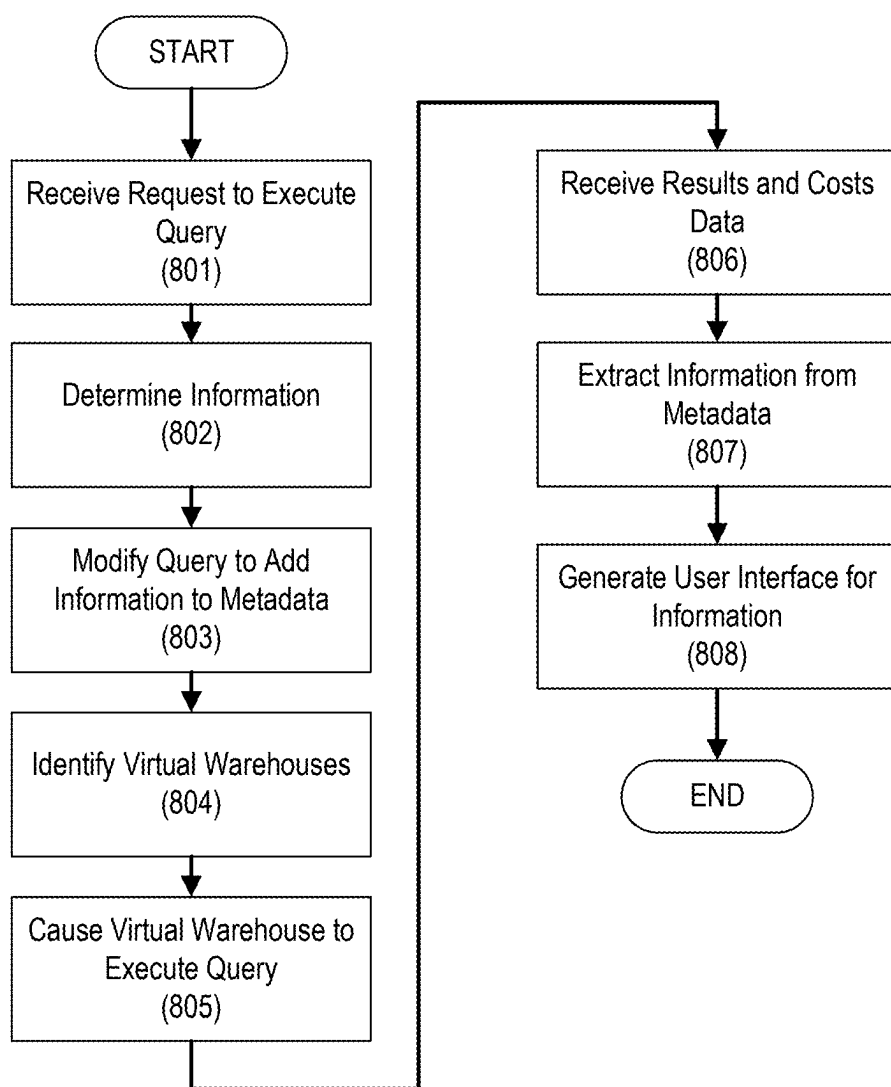 START
Receive Request to Execute
Query
(801)
Determine Information
(802)
Modify Query to Add
Information to Metadata
(803)
Identify Virtual Warehouses
(804)
Cause Virtual Warehouse to
Execute Query
(805)
Receive Results and Costs
Data
(806)
Extract Information from
Metadata
(807)
Generate User Interface for
Information
(808)
END